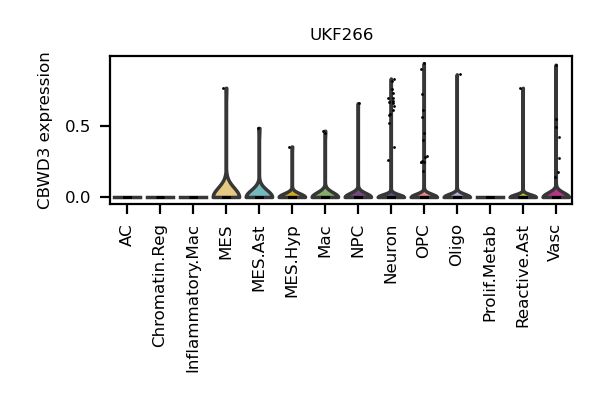 UKF266
CBWD3 expression
0.5
0.0
AC
Chromatin.Reg
Inflammatory.Mac
MES
MES.Ast
MES.Hyp
Mac
NPC
Neuron
OPC
Oligo
Prolif.Metab
Reactive.Ast
Vasc